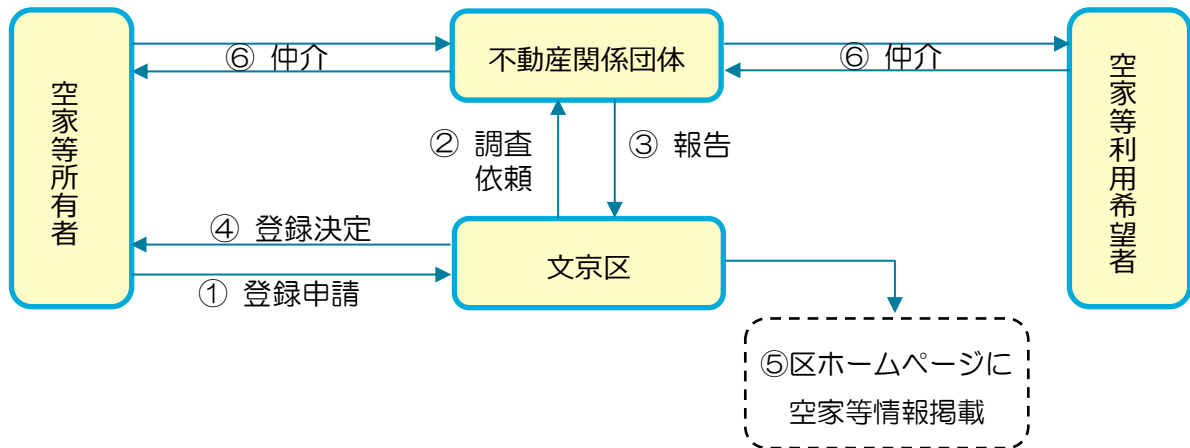 ⑥ 仲介
不動産関係団体
⑥ 仲介
空家等所有者
空家等利用希望者
② 調査
依頼
③ 報告
④ 登録決定
文京区
① 登録申請
⑤区ホームページに
空家等情報掲載